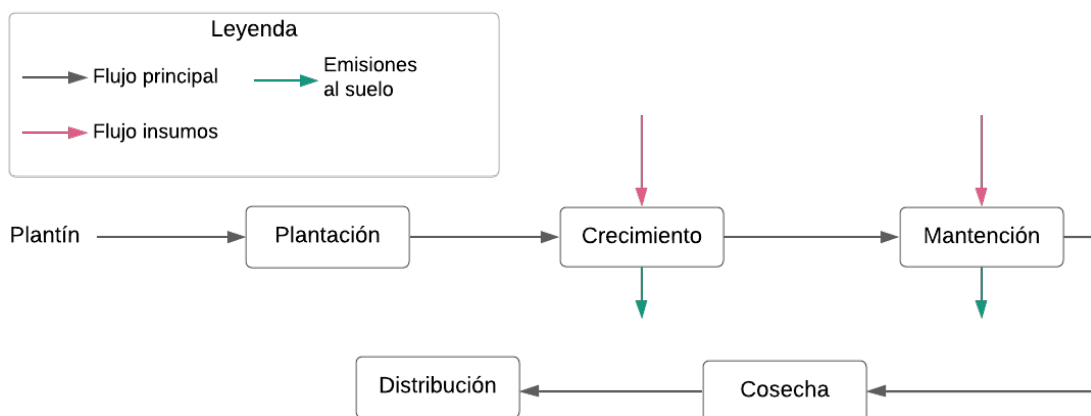 Leyenda
Flujo principal
Emisiones
al suelo
Flujo insumos
Plantín
Plantación
Crecimiento
Mantención
Distribución
Cosecha